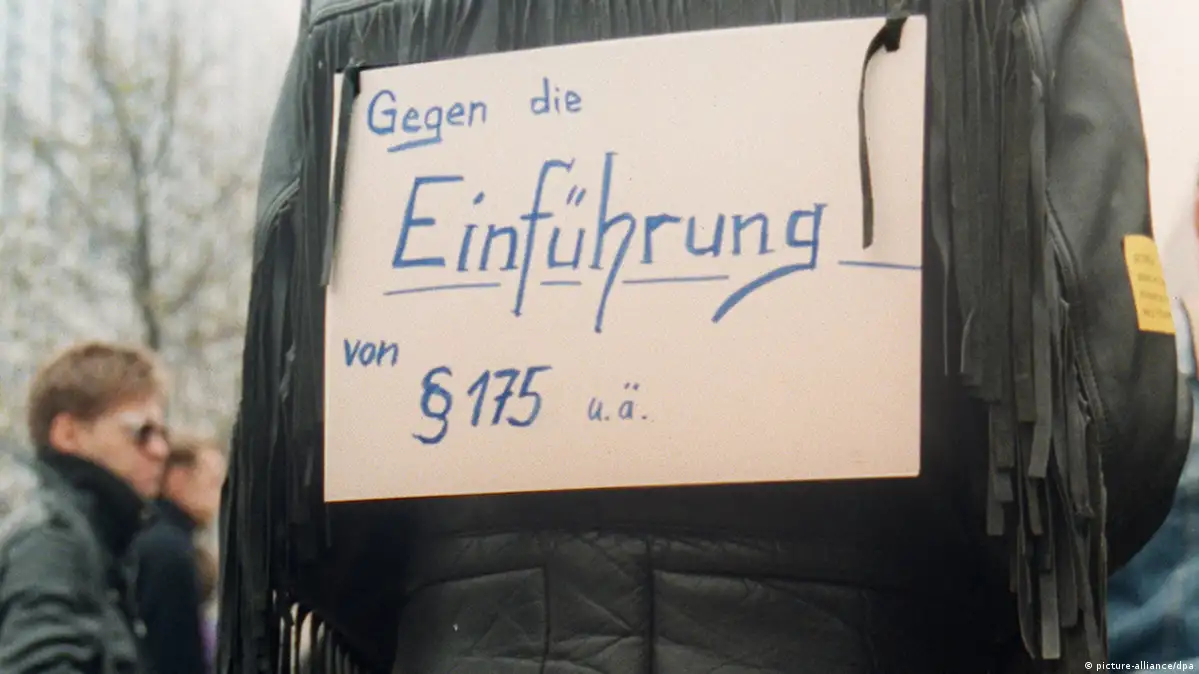 Gegen die
Einführung
von
§ 175 u.ä.
© picture-alliance/dpa